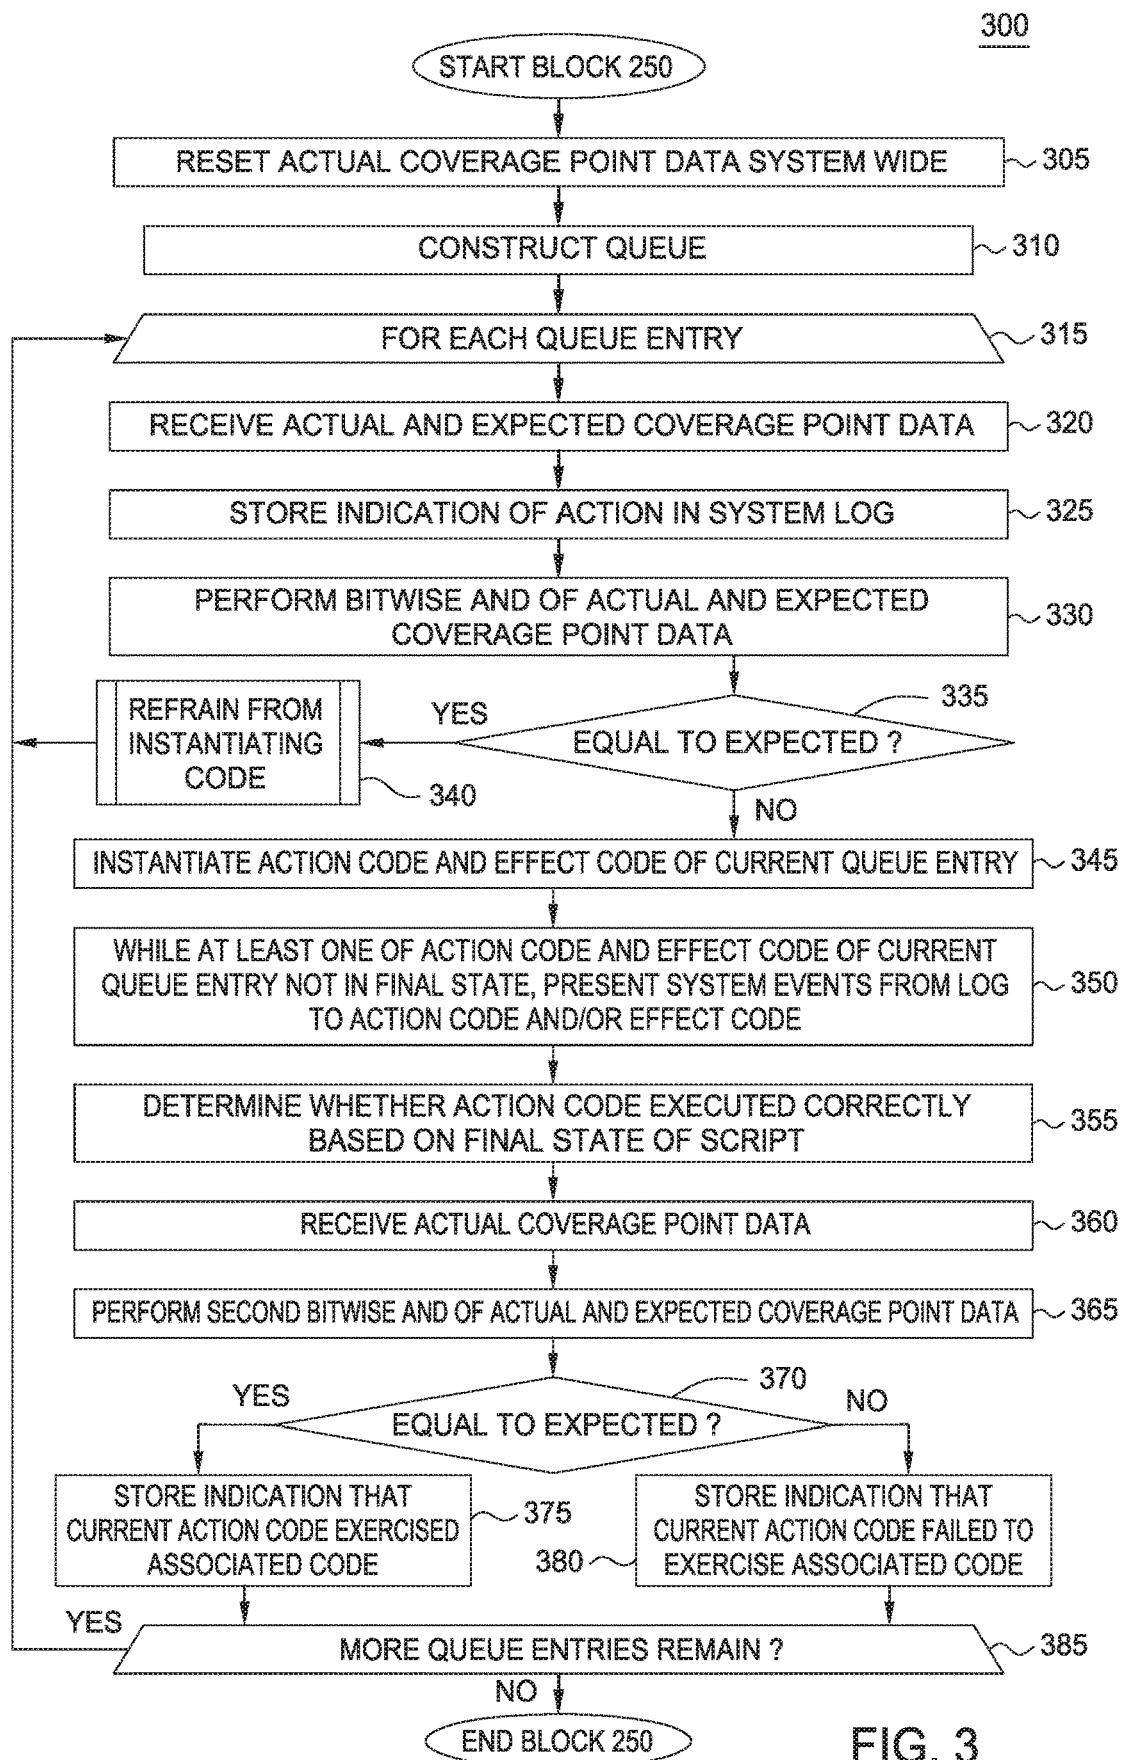 300
START BLOCK 250
RESET ACTUAL COVERAGE POINT DATA SYSTEM WIDE
305
CONSTRUCT QUEUE
310
FOR EACH QUEUE ENTRY
315
RECEIVE ACTUAL AND EXPECTED COVERAGE POINT DATA
320
STORE INDICATION OF ACTION IN SYSTEM LOG
325
PERFORM BITWISE AND OF ACTUAL AND EXPECTED
COVERAGE POINT DATA
330
335
EQUAL TO EXPECTED ?
YES
REFRAIN FROM
INSTANTIATING
CODE
340
NO
INSTANTIATE ACTION CODE AND EFFECT CODE OF CURRENT QUEUE ENTRY
345
WHILE AT LEAST ONE OF ACTION CODE AND EFFECT CODE OF CURRENT
QUEUE ENTRY NOT IN FINAL STATE, PRESENT SYSTEM EVENTS FROM LOG
TO ACTION CODE AND/OR EFFECT CODE
350
DETERMINE WHETHER ACTION CODE EXECUTED CORRECTLY
BASED ON FINAL STATE OF SCRIPT
355
RECEIVE ACTUAL COVERAGE POINT DATA
360
PERFORM SECOND BITWISE AND OF ACTUAL AND EXPECTED COVERAGE POINT DATA
365
370
YES
EQUAL TO EXPECTED ?
NO
STORE INDICATION THAT
CURRENT ACTION CODE EXERCISED
ASSOCIATED CODE
375
STORE INDICATION THAT
CURRENT ACTION CODE FAILED TO
EXERCISE ASSOCIATED CODE
380
YES
MORE QUEUE ENTRIES REMAIN ?
385
NO
END BLOCK 250
FIG. 3